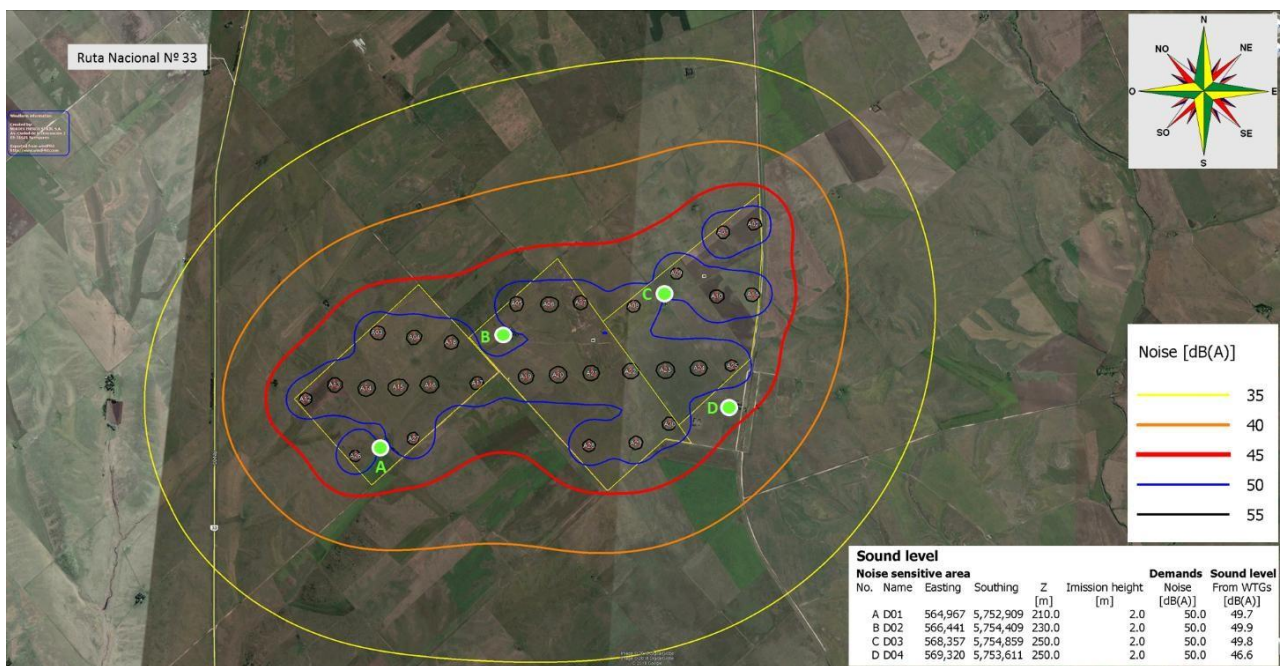 Ruta Nacional Nº 33
N
NO
NE
O
E
SO
SE
S
A
B
C
D
Noise [dB(A)]
35
40
45
50
55
Sound level
Noise sensitive area Demands Sound level
No. Name Easting Southing Z Imission height Noise From WTGs
[m] [m] [dB(A)] [dB(A)]
A D01 564,967 5,752,909 210.0 2.0 50.0 49.7
B D02 566,441 5,754,409 230.0 2.0 50.0 49.9
C D03 568,357 5,754,859 250.0 2.0 50.0 49.8
D D04 569,320 5,753,611 250.0 2.0 50.0 46.6